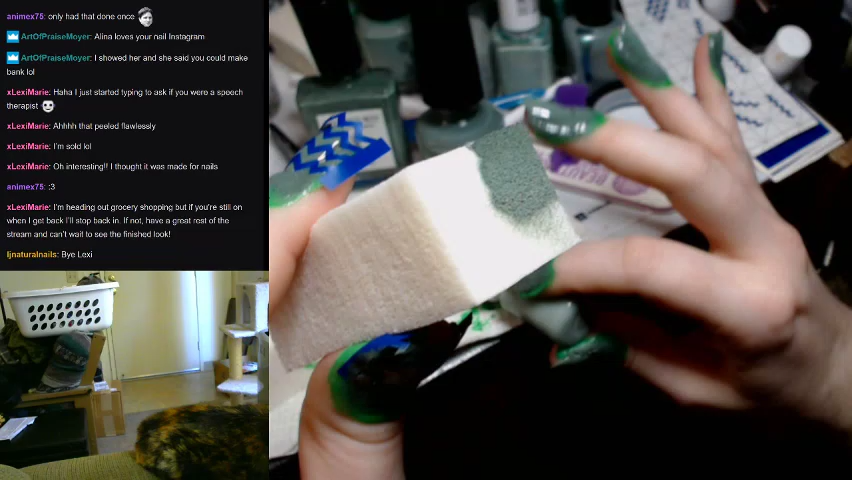 animex75: only had that done once
ArtOfPraiseMoyer: Alina loves your nail Instagram
ArtOfPraiseMoyer: I showed her and she said you could make
bank lol
xLexiMarie: Haha I just started typing to ask if you were a speech
therapist
xLexiMarie: Ahhhh that peeled flawlessly
xLexiMarie: I'm sold lol
xLexiMarie: Oh interesting!! I thought it was made for nails
animex75: :3
xLexiMarie: I'm heading out grocery shopping but if you're still on
when I get back I'll stop back in. If not, have a great rest of the
stream and can't wait to see the finished look!
ljnaturalnails: Bye Lexi